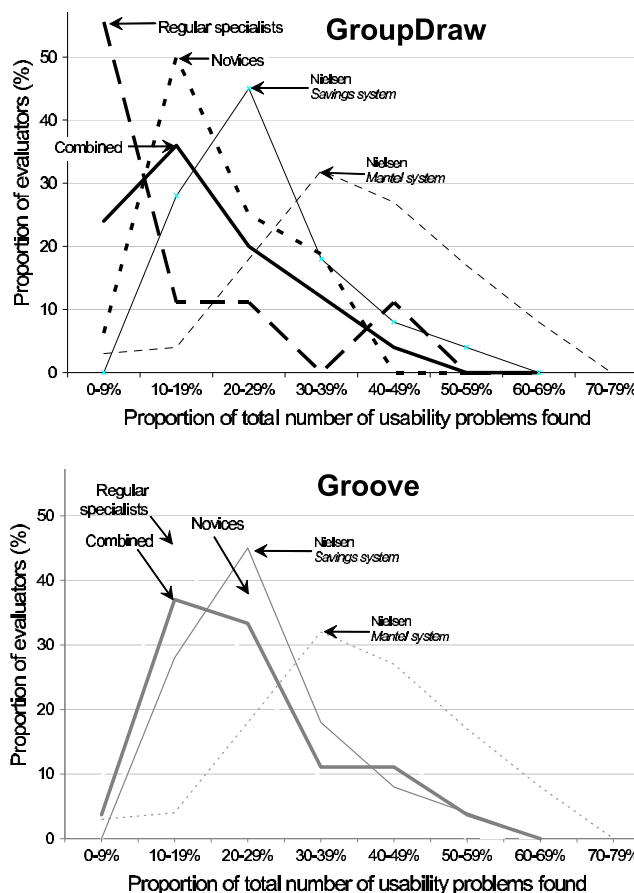 GroupDraw
Regular specialists
Novices
Nielsen
Savings system
Combined
Nielsen
Mantel system
Proportion of evaluators (%)
50
40
30
20
10
0
0-9% 10-19% 20-29% 30-39% 40-49% 50-59% 60-69% 70-79%
Proportion of total number of usability problems found
Groove
Regular
specialists
Novices
Combined
Nielsen
Savings system
Nielsen
Mantel system
Proportion of evaluators (%)
50
40
30
20
10
0
0-9% 10-19% 20-29% 30-39% 40-49% 50-59% 60-69% 70-79%
Proportion of total number of usability problems found